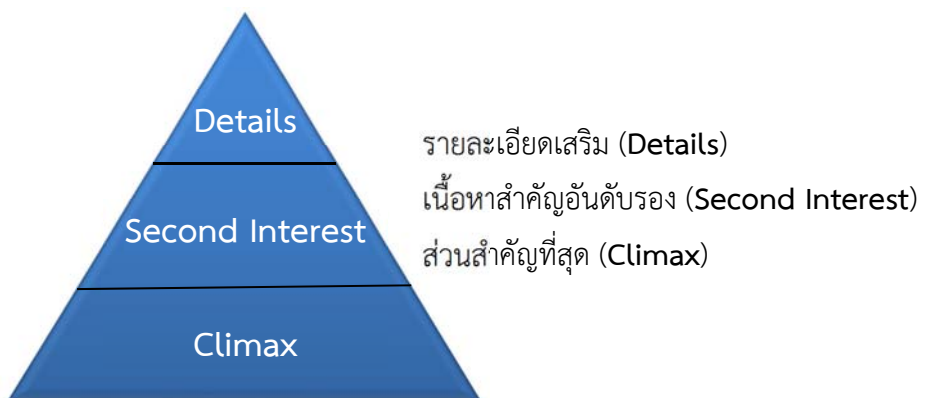 Details
Second Interest
Climax
รายละเอียดเสริม (Details)
เนื้อหาสำคัญอันดับรอง (Second Interest)
ส่วนสำคัญที่สุด (Climax)